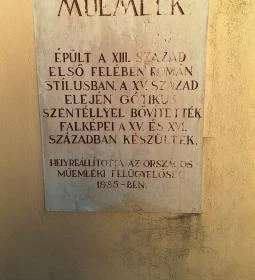 MŰEMLÉK
ÉPÜLT A XIII. SZÁZAD
ELSŐ FELÉBEN ROMÁN
STÍLUSBAN, A XV. SZÁZAD
ELEJÉN GÓTIKUS
SZENTÉLLYEL BŐVÍTETTÉK
FALKÉPEI A XV. ÉS XVI.
SZÁZADBAN KÉSZÜLTEK.
HELYREÁLLÍTOTTA AZ ORSZÁGOS
MŰEMLÉKI FELÜGYELŐSÉG
1985-BEN.